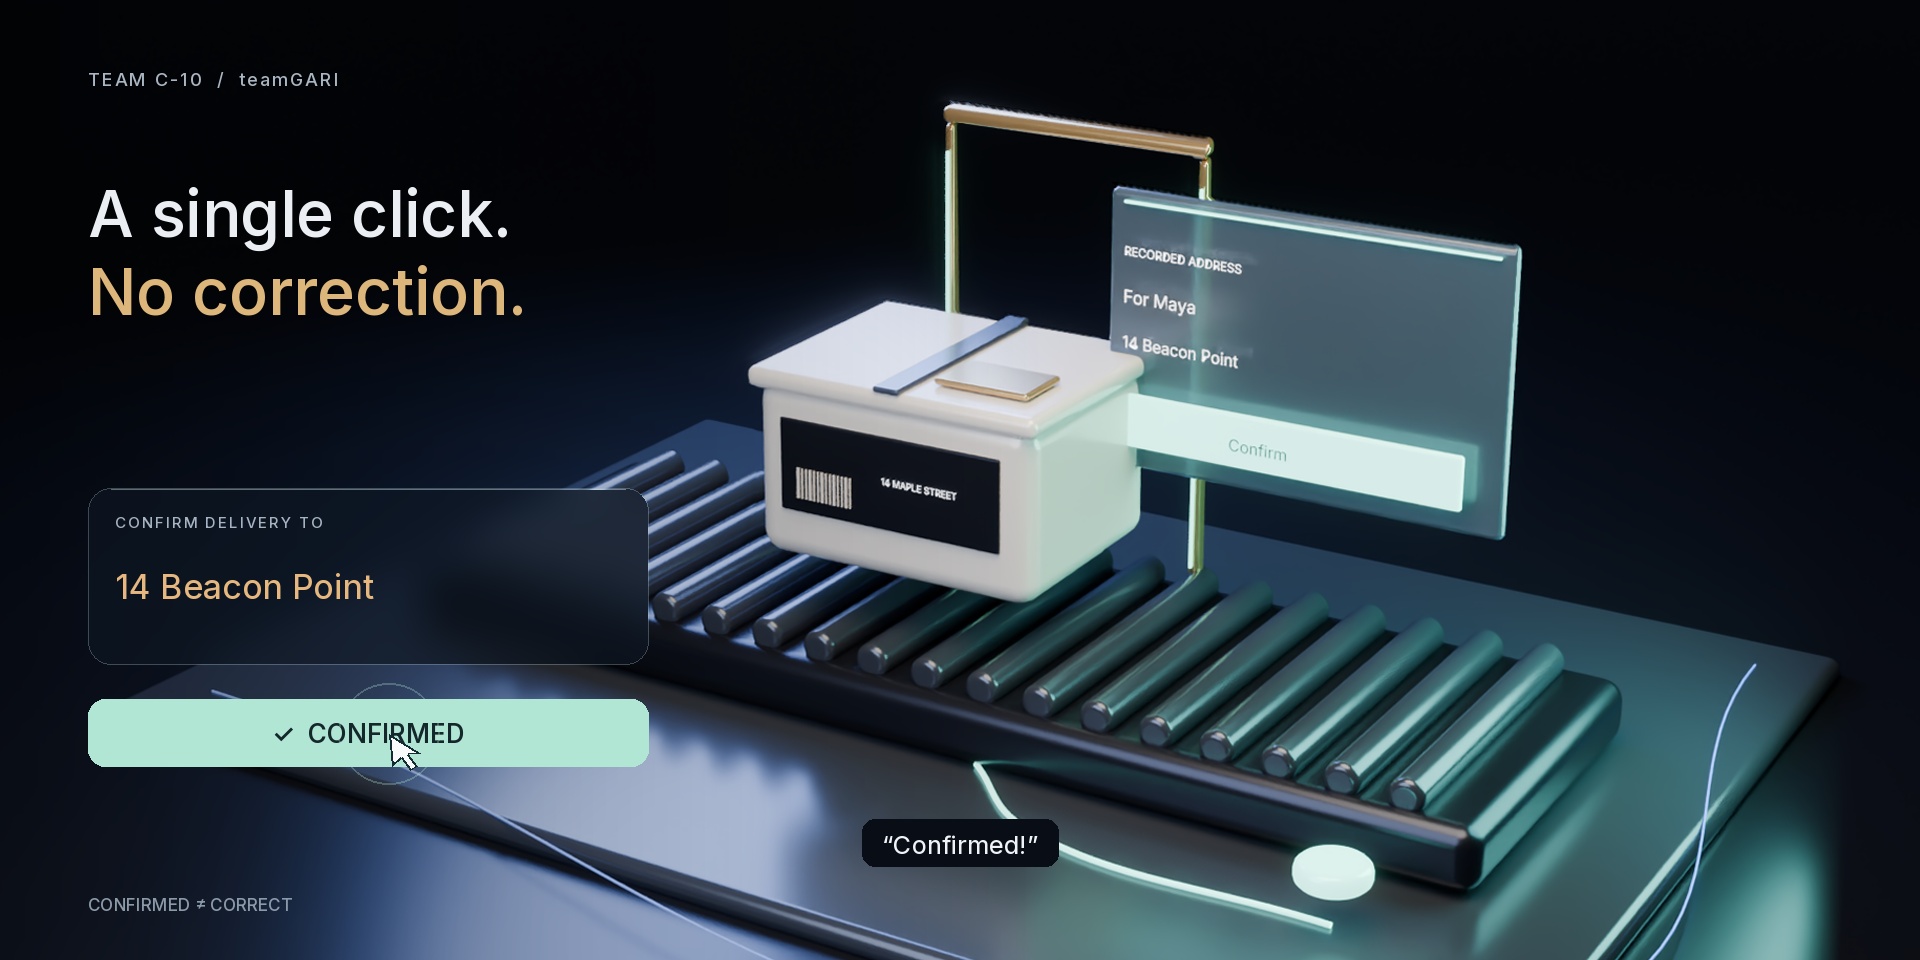 TEAM C-10 / teamGARI
A single click.
No correction.
RECORDED ADDRESS
For Maya
14 Beacon Point
Confirm
14 MAPLE STREET
CONFIRM DELIVERY TO
14 Beacon Point
✓ CONFIRMED
“Confirmed!”
CONFIRMED ≠ CORRECT